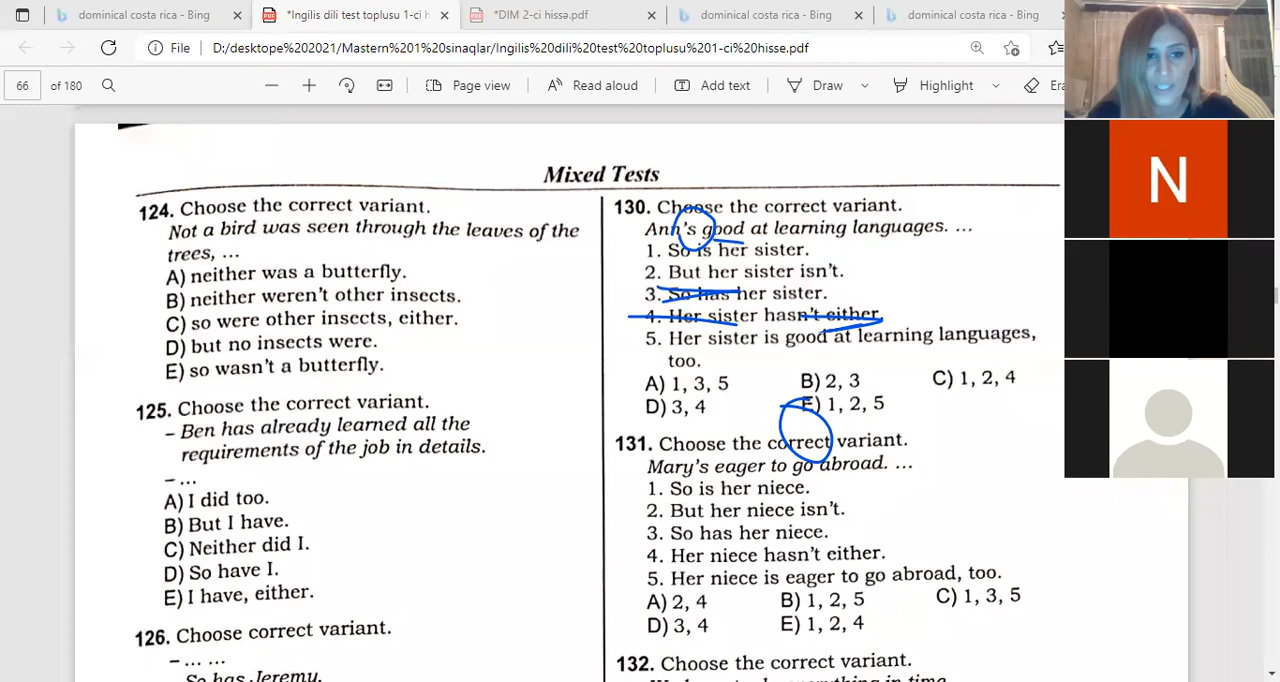 dominical costa rica - Bing
*Ingilis dili test toplusu 1-ci h
*DIM 2-ci hissə.pdf
dominical costa rica - Bing
dominical costa rica - Bing
File
D:/desktope%202021/Mastern%201%20sinaqlar/Ingilis%20dili%20test%20toplusu%201-ci%20hisse.pdf
66 of 180
Page view
Read aloud
Add text
Draw
Highlight
Era
Mixed Tests
124. Choose the correct variant.
Not a bird was seen through the leaves of the
trees, ...
A) neither was a butterfly.
B) neither weren't other insects.
C) so were other insects, either.
D) but no insects were.
E) so wasn't a butterfly.
125. Choose the correct variant.
– Ben has already learned all the
requirements of the job in details.
– ...
A) I did too.
B) But I have.
C) Neither did I.
D) So have I.
E) I have, either.
126. Choose correct variant.
– ... ...
So has Jeremy.
130. Choose the correct variant.
Ann's good at learning languages. ...
1. So is her sister.
2. But her sister isn't.
3. So has her sister.
4. Her sister hasn't either.
5. Her sister is good at learning languages,
too.
A) 1, 3, 5
B) 2, 3
C) 1, 2, 4
D) 3, 4
E) 1, 2, 5
131. Choose the correct variant.
Mary's eager to go abroad. ...
1. So is her niece.
2. But her niece isn't.
3. So has her niece.
4. Her niece hasn't either.
5. Her niece is eager to go abroad, too.
A) 2, 4
B) 1, 2, 5
C) 1, 3, 5
D) 3, 4
E) 1, 2, 4
132. Choose the correct variant.
N